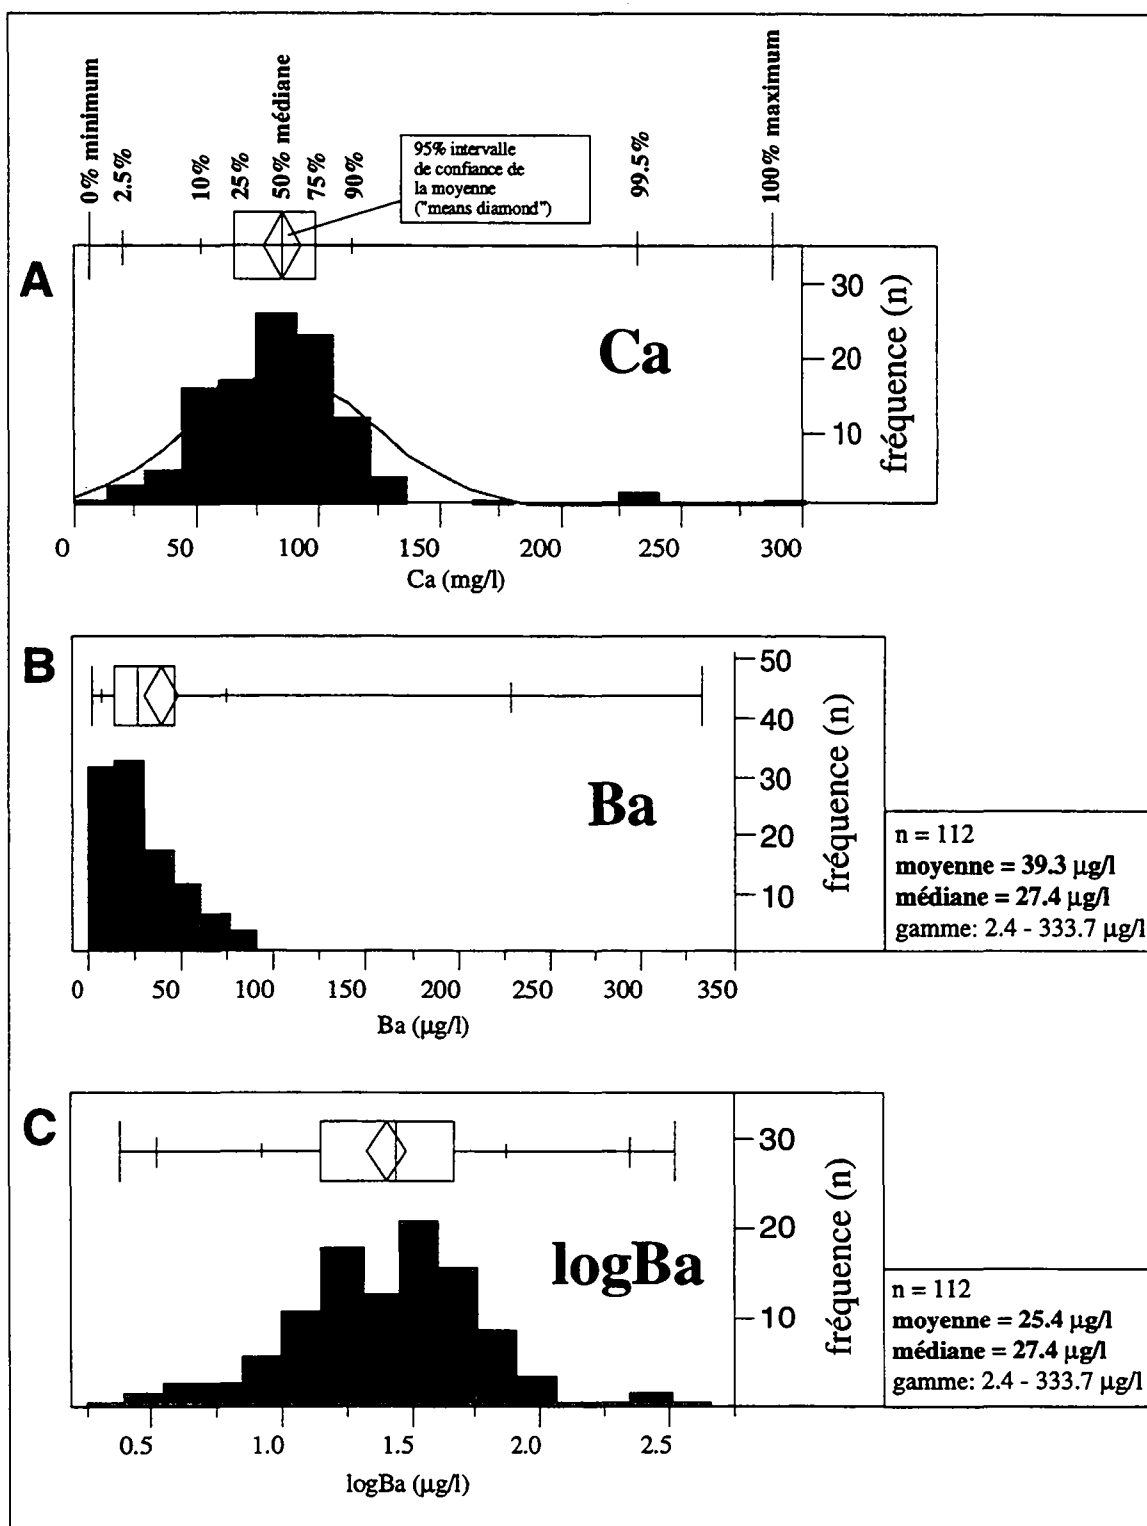 0% minimum
2.5%
10%
25%
50% médiane
75%
90%
99.5%
100% maximum
95% intervalle
de confiance de
la moyenne
("means diamond")
A
Ca
30
20
10
fréquence (n)
0 50 100 150 200 250 300
Ca (mg/l)
B
Ba
50
40
30
20
10
fréquence (n)
n = 112
moyenne = 39.3 µg/l
médiane = 27.4 µg/l
gamme: 2.4 - 333.7 µg/l
0 50 100 150 200 250 300 350
Ba (µg/l)
C
logBa
30
20
10
fréquence (n)
n = 112
moyenne = 25.4 µg/l
médiane = 27.4 µg/l
gamme: 2.4 - 333.7 µg/l
0.5 1.0 1.5 2.0 2.5
logBa (µg/l)